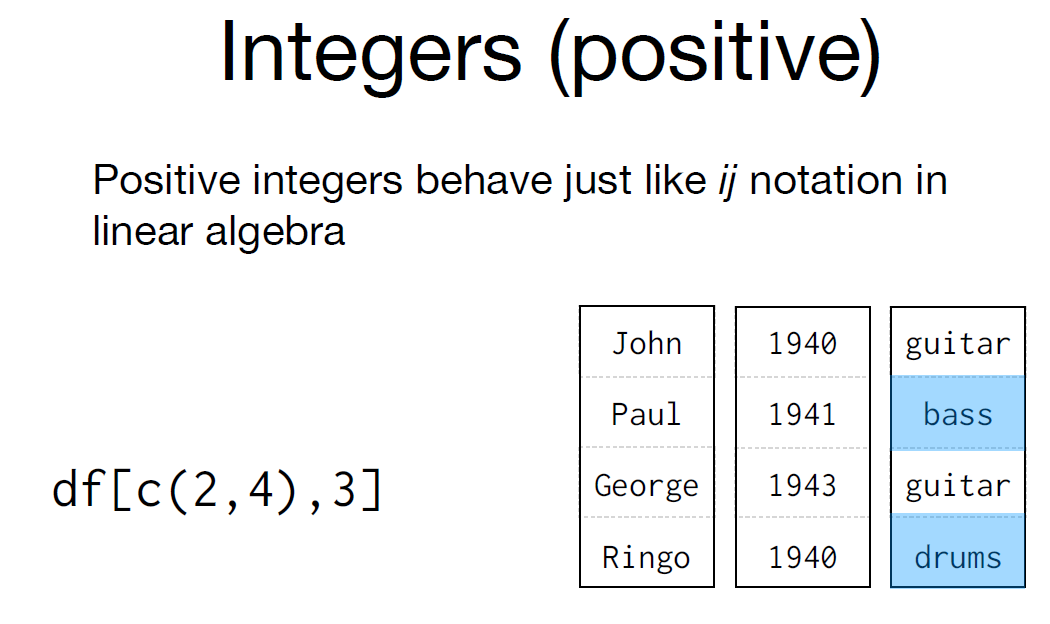 Integers (positive)
Positive integers behave just like ij notation in
linear algebra
df[c(2,4),3]
John 1940 guitar
Paul 1941 bass
George 1943 guitar
Ringo 1940 drums